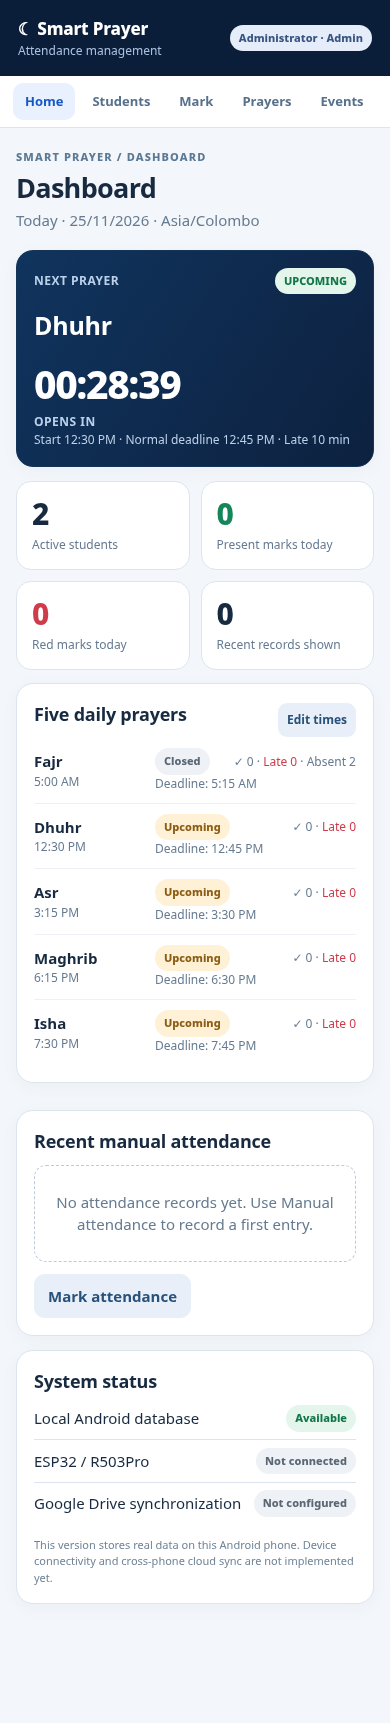 ☾ Smart Prayer
Attendance management
Administrator · Admin
Home Students Mark Prayers Events
SMART PRAYER / DASHBOARD
Dashboard
Today · 25/11/2026 · Asia/Colombo
NEXT PRAYER
UPCOMING
Dhuhr
00:28:39
OPENS IN
Start 12:30 PM · Normal deadline 12:45 PM · Late 10 min
2
Active students
0
Present marks today
0
Red marks today
0
Recent records shown
Five daily prayers
Edit times
Fajr Closed ✓ 0 · Late 0 · Absent 2
5:00 AM Deadline: 5:15 AM
Dhuhr Upcoming ✓ 0 · Late 0
12:30 PM Deadline: 12:45 PM
Asr Upcoming ✓ 0 · Late 0
3:15 PM Deadline: 3:30 PM
Maghrib Upcoming ✓ 0 · Late 0
6:15 PM Deadline: 6:30 PM
Isha Upcoming ✓ 0 · Late 0
7:30 PM Deadline: 7:45 PM
Recent manual attendance
No attendance records yet. Use Manual
attendance to record a first entry.
Mark attendance
System status
Local Android database Available
ESP32 / R503Pro Not connected
Google Drive synchronization Not configured
This version stores real data on this Android phone. Device
connectivity and cross-phone cloud sync are not implemented
yet.